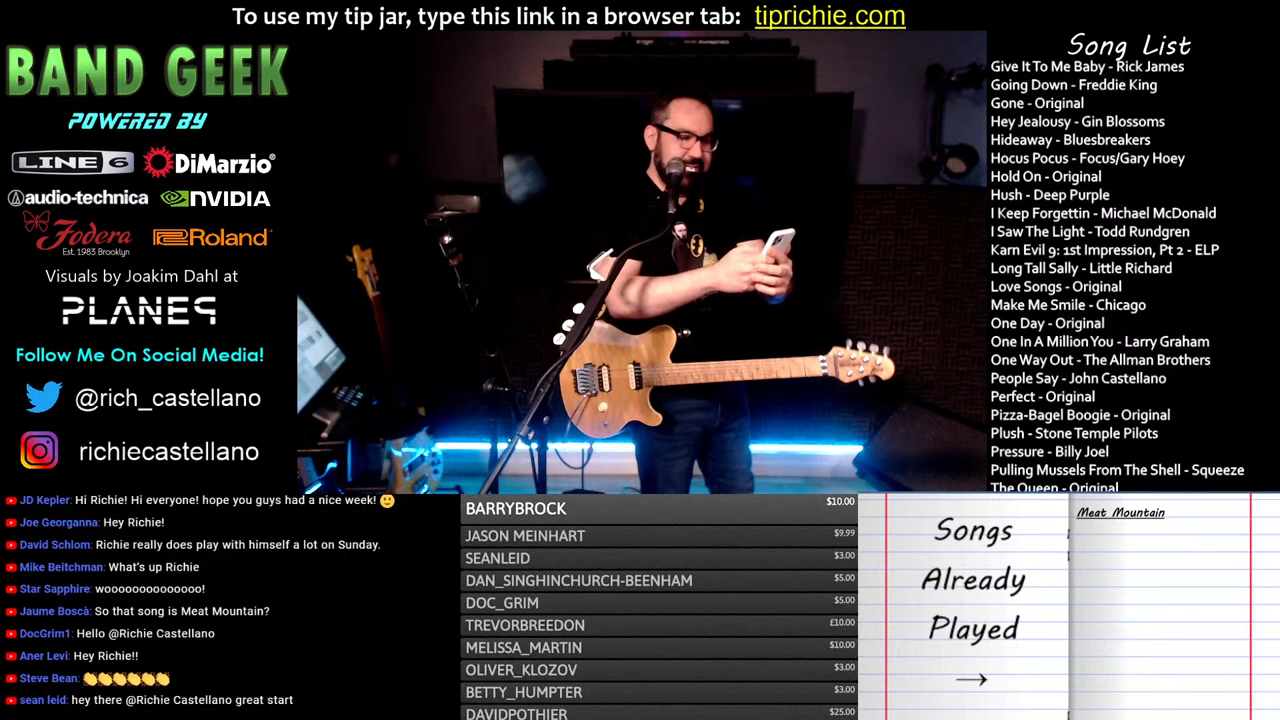 To use my tip jar, type this link in a browser tab: tiprichie.com
BAND GEEK
POWERED BY
LINE 6
DiMarzio
audio-technica
NVIDIA
Fodera
Est. 1983 Brooklyn
Roland
Visuals by Joakim Dahl at
PLANE9
Follow Me On Social Media!
@rich_castellano
richiecastellano
JD Kepler: Hi Richie! Hi everyone! hope you guys had a nice week! 🙂
Joe Georganna: Hey Richie!
David Schlom: Richie really does play with himself a lot on Sunday.
Mike Beitchman: What's up Richie
Star Sapphire: woooooooooooooo!
Jaume Boscà: So that song is Meat Mountain?
DocGrim1: Hello @Richie Castellano
Aner Levi: Hey Richie!!
Steve Bean: 👏👏👏👏👏👏
sean leid: hey there @Richie Castellano great start
BARRYBROCK $10.00
JASON MEINHART $9.99
SEANLEID $3.00
DAN_SINGHINCHURCH-BEENHAM $5.00
DOC_GRIM $5.00
TREVORBREEDON £10.00
MELISSA_MARTIN $10.00
OLIVER_KLOZOV $3.00
BETTY_HUMPTER $3.00
DAVIDPOTHIER $25.00
Song List
Give It To Me Baby - Rick James
Going Down - Freddie King
Gone - Original
Hey Jealousy - Gin Blossoms
Hideaway - Bluesbreakers
Hocus Pocus - Focus/Gary Hoey
Hold On - Original
Hush - Deep Purple
I Keep Forgettin - Michael McDonald
I Saw The Light - Todd Rundgren
Karn Evil 9: 1st Impression, Pt 2 - ELP
Long Tall Sally - Little Richard
Love Songs - Original
Make Me Smile - Chicago
One Day - Original
One In A Million You - Larry Graham
One Way Out - The Allman Brothers
People Say - John Castellano
Perfect - Original
Pizza-Bagel Boogie - Original
Plush - Stone Temple Pilots
Pressure - Billy Joel
Pulling Mussels From The Shell - Squeeze
The Queen - Original
Songs
Already
Played
→
Meat Mountain